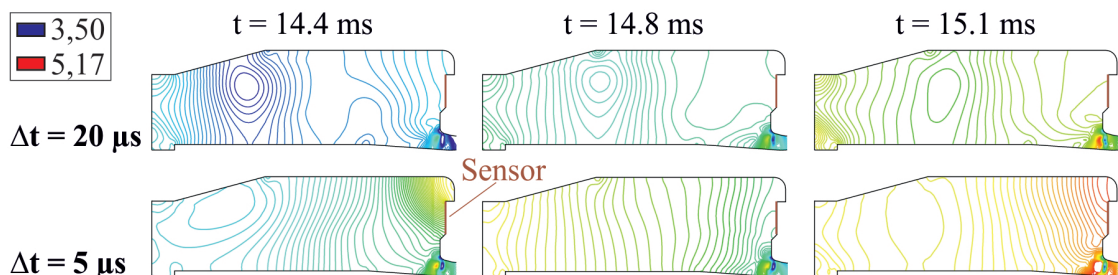 3,50
5,17
t = 14.4 ms
t = 14.8 ms
t = 15.1 ms
Δt = 20 µs
Sensor
Δt = 5 µs